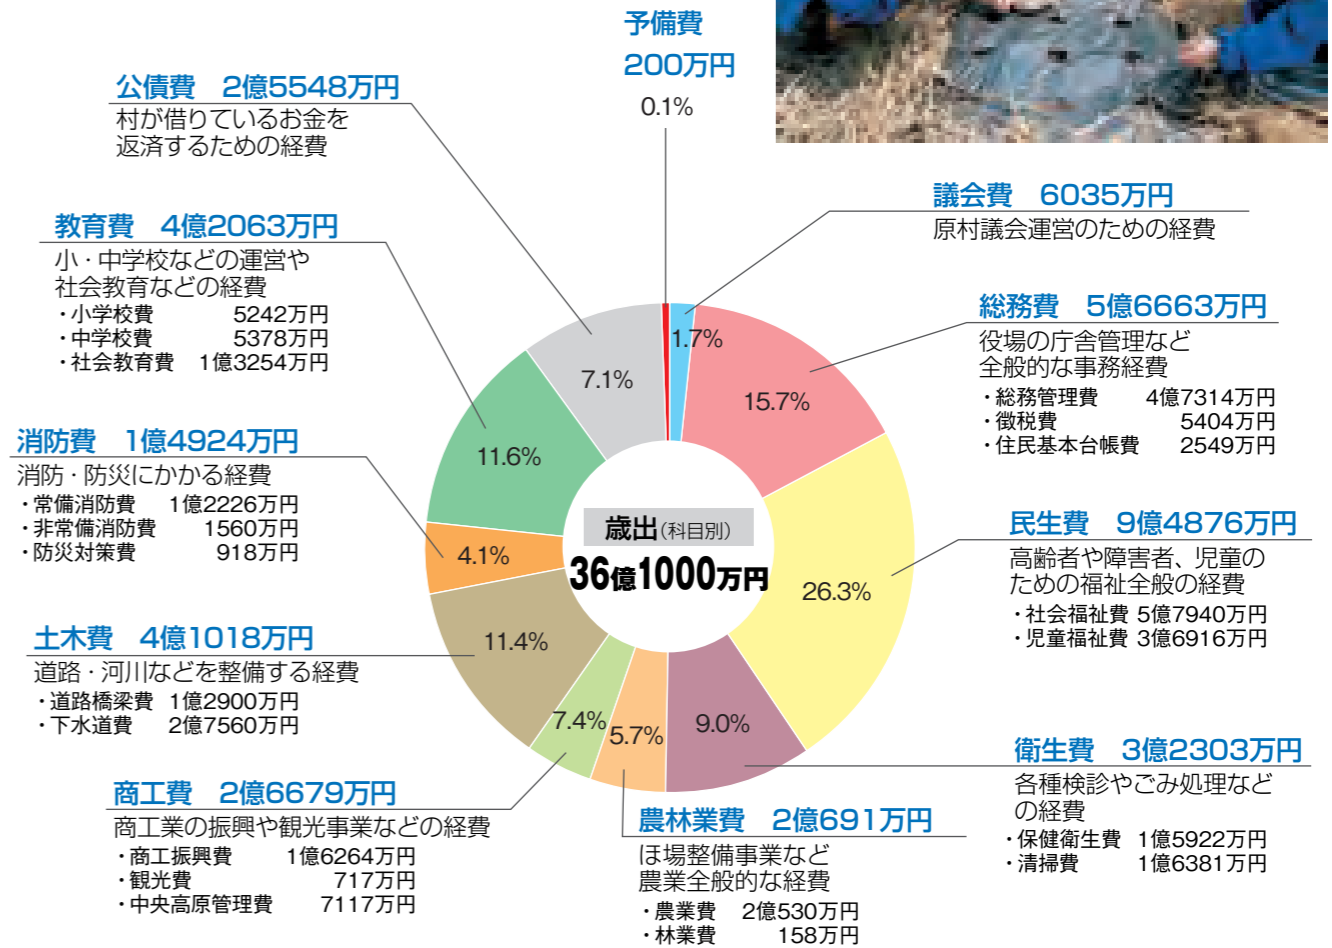 予備費
200万円
0.1%
公債費 2億5548万円
村が借りているお金を
返済するための経費
7.1%
教育費 4億2063万円
小・中学校などの運営や
社会教育などの経費
・小学校費 5242万円
・中学校費 5378万円
・社会教育費 1億3254万円
11.6%
消防費 1億4924万円
消防・防災にかかる経費
・常備消防費 1億2226万円
・非常備消防費 1560万円
・防災対策費 918万円
4.1%
土木費 4億1018万円
道路・河川などを整備する経費
・道路橋梁費 1億2900万円
・下水道費 2億7560万円
11.4%
商工費 2億6679万円
商工業の振興や観光事業などの経費
・商工振興費 1億6264万円
・観光費 717万円
・中央高原管理費 7117万円
7.4%
歳出(科目別)
36億1000万円
議会費 6035万円
原村議会運営のための経費
1.7%
総務費 5億6663万円
役場の庁舎管理など
全般的な事務経費
・総務管理費 4億7314万円
・徴税費 5404万円
・住民基本台帳費 2549万円
15.7%
民生費 9億4876万円
高齢者や障害者、児童の
ための福祉全般の経費
・社会福祉費 5億7940万円
・児童福祉費 3億6916万円
26.3%
衛生費 3億2303万円
各種検診やごみ処理など
の経費
・保健衛生費 1億5922万円
・清掃費 1億6381万円
9.0%
農林業費 2億691万円
ほ場整備事業など
農業全般的な経費
・農業費 2億530万円
・林業費 158万円
5.7%